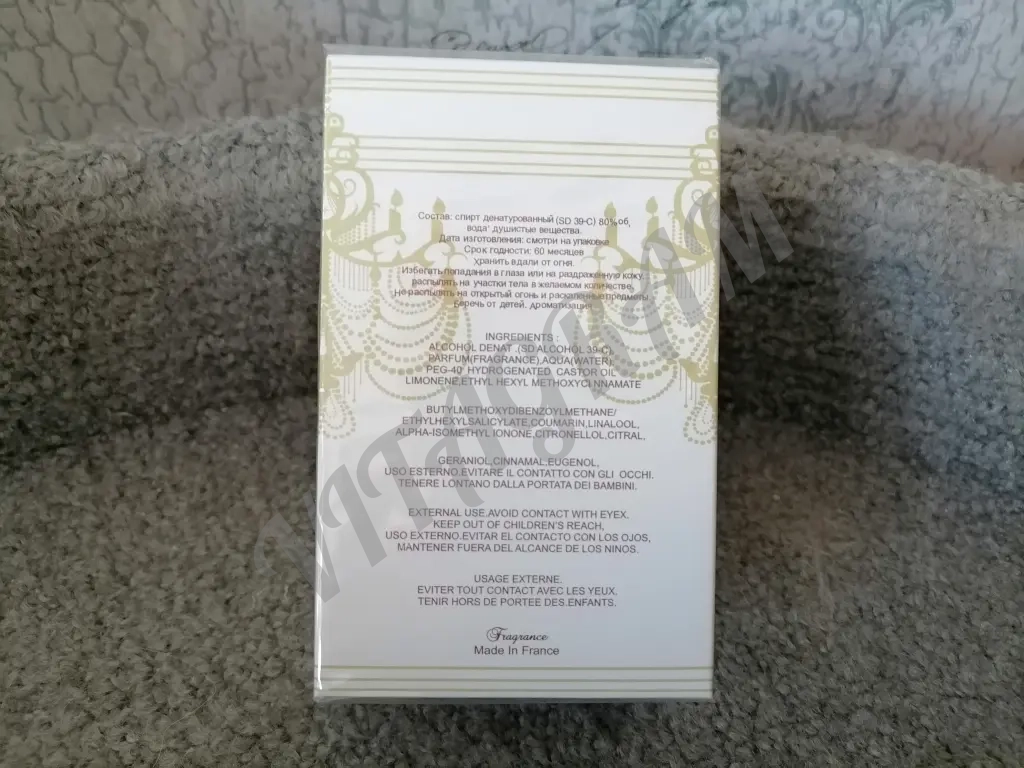 Состав: спирт денатурованный (SD 39-C) 80% об,
вода' душистые вещества.
Дата изготовления: смотри на упаковке
Срок годности: 60 месяцев
хранить вдали от огня.
Избегать попадания в глаза или на раздраженную кожу.
распылять на участки тела в желаемом количестве,
Не распылять на открытый огонь и раскаленные предметы
Беречь от детей. дроматизация
INGREDIENTS :
ALCOHOL DENAT .(SD ALCOHOL 39-C),
PARFUM(FRAGRANCE),AQUA(WATER)
PEG-40' HYDROGENATED CASTOR OIL
LIMONENE,ETHYL HEXYL METHOXYCI NNAMATE
BUTYLMETHOXYDIBENZOYLMETHANE/
ETHYLHEXYLSALICYLATE,COUMARIN,LINALOOL,
ALPHA-ISOMETHYL IONONE,CITRONELLOL,CITRAL,
GERANIOL,CINNAMAL,EUGENOL,
USO ESTERNO.EVITARE IL CONTATTO CON GLI OCCHI.
TENERE LONTANO DALLA PORTATA DEI BAMBINI.
EXTERNAL USE.AVOID CONTACT WITH EYEX.
KEEP OUT OF CHILDREN'S REACH,
USO EXTERNO.EVITAR EL CONTACTO CON LOS OJOS,
MANTENER FUERA DEL ALCANCE DE LOS NINOS.
USAGE EXTERNE.
EVITER TOUT CONTACT AVEC LES YEUX.
TENIR HORS DE PORTEE DES.ENFANTS.
Fragrance
Made In France